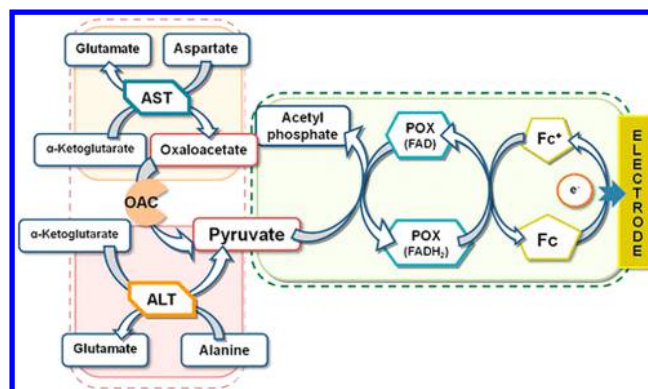 Glutamate
Aspartate
AST
α-Ketoglutarate
Oxaloacetate
OAC
α-Ketoglutarate
Pyruvate
ALT
Glutamate
Alanine
Acetyl
phosphate
POX
(FAD)
POX
(FADH₂)
Fc⁺
e⁻
Fc
ELECTRODE